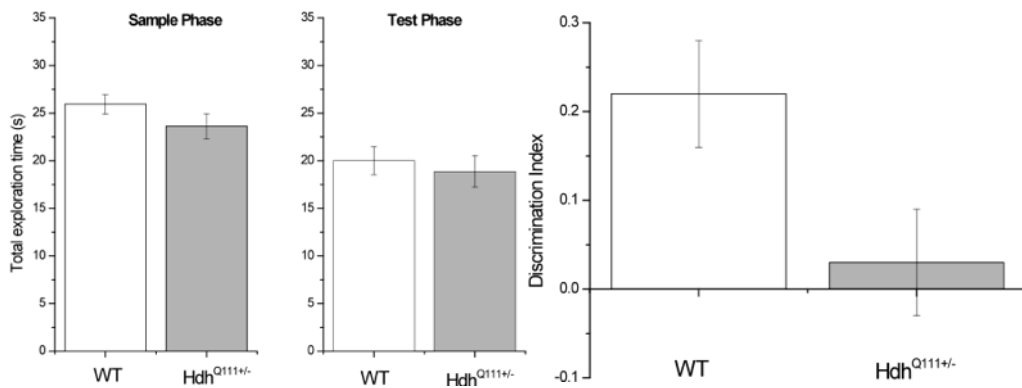 Sample Phase
Total exploration time (s)
35
30
25
20
15
10
5
0
WT
Hdh^Q111+/-
Test Phase
35
30
25
20
15
10
5
0
WT
Hdh^Q111+/-
Discrimination Index
0.3
0.2
0.1
0.0
-0.1
WT
Hdh^Q111+/-